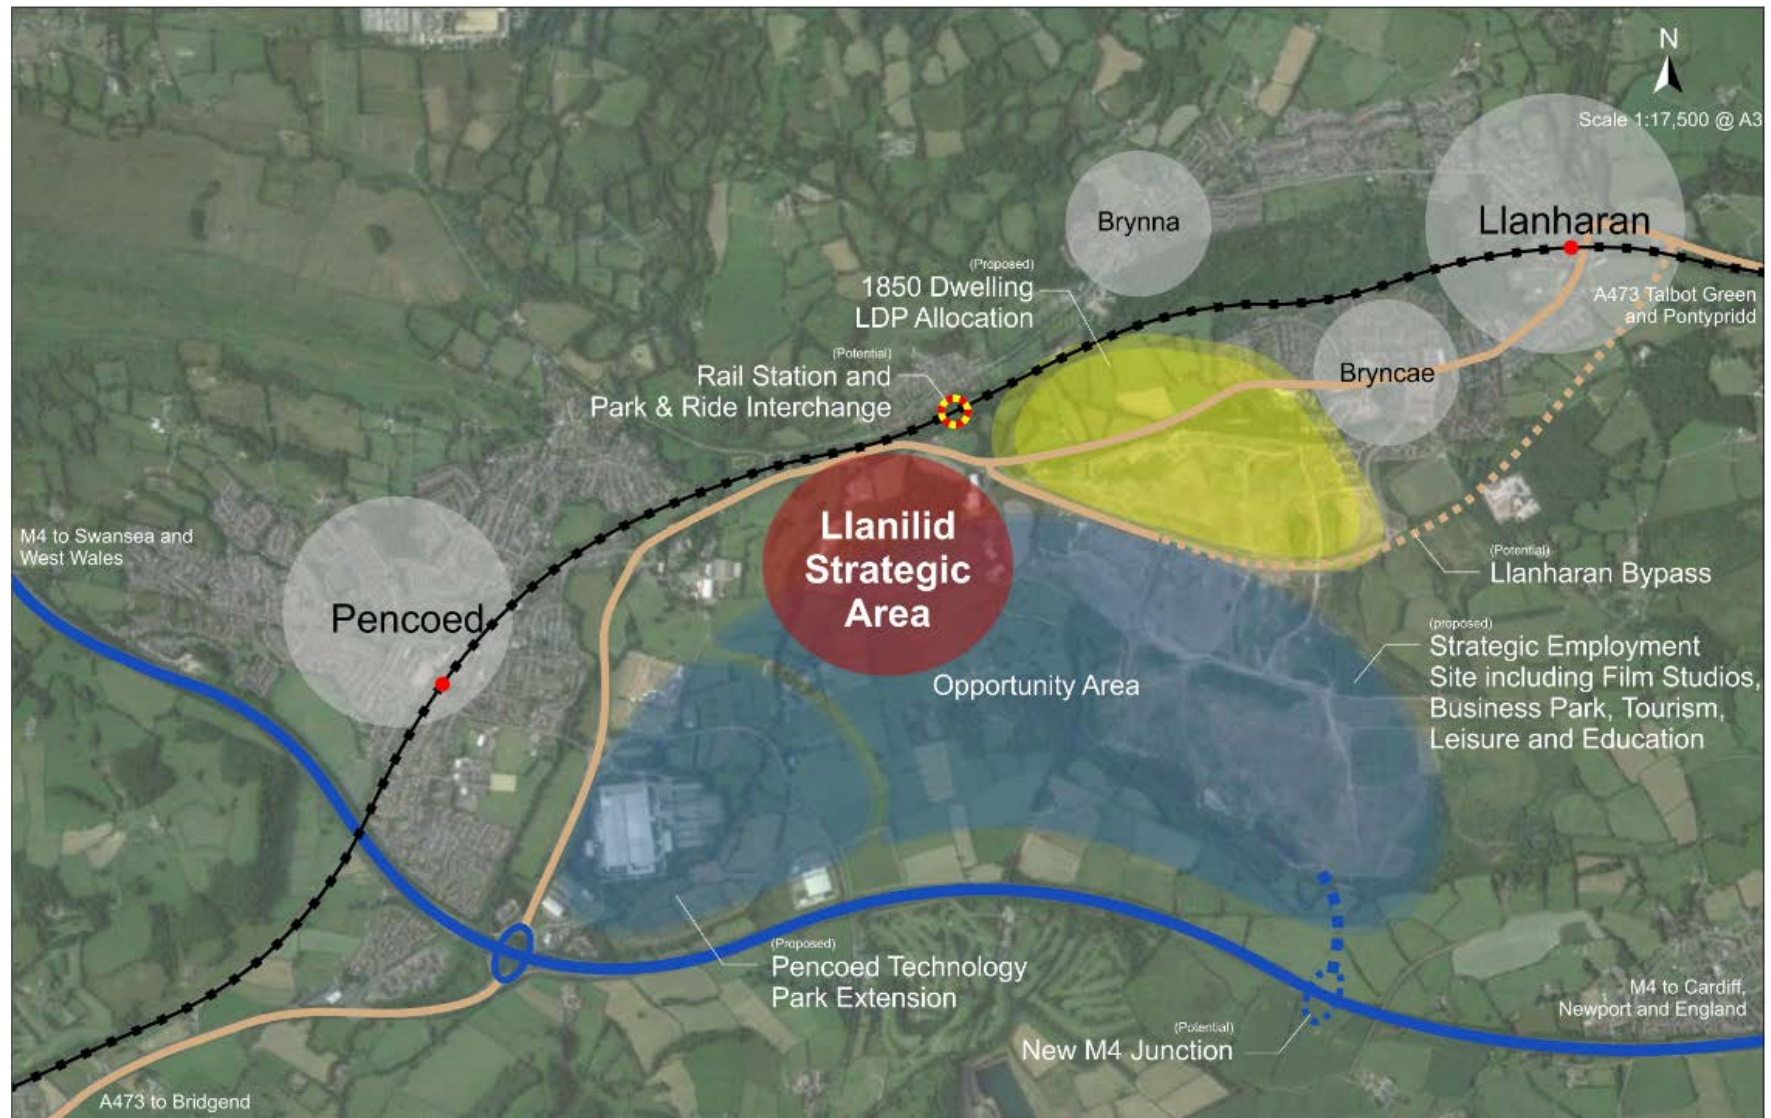 N
Scale 1:17,500 @ A3
Brynna
Llanharan
(Proposed)
1850 Dwelling
LDP Allocation
A473 Talbot Green
and Pontypridd
(Potential)
Rail Station and
Park & Ride Interchange
Bryncae
M4 to Swansea and
West Wales
Llanilid
Strategic
Area
(Potential)
Llanharan Bypass
Pencoed
(proposed)
Strategic Employment
Site including Film Studios,
Business Park, Tourism,
Leisure and Education
Opportunity Area
(Proposed)
Pencoed Technology
Park Extension
M4 to Cardiff,
Newport and England
(Potential)
New M4 Junction
A473 to Bridgend